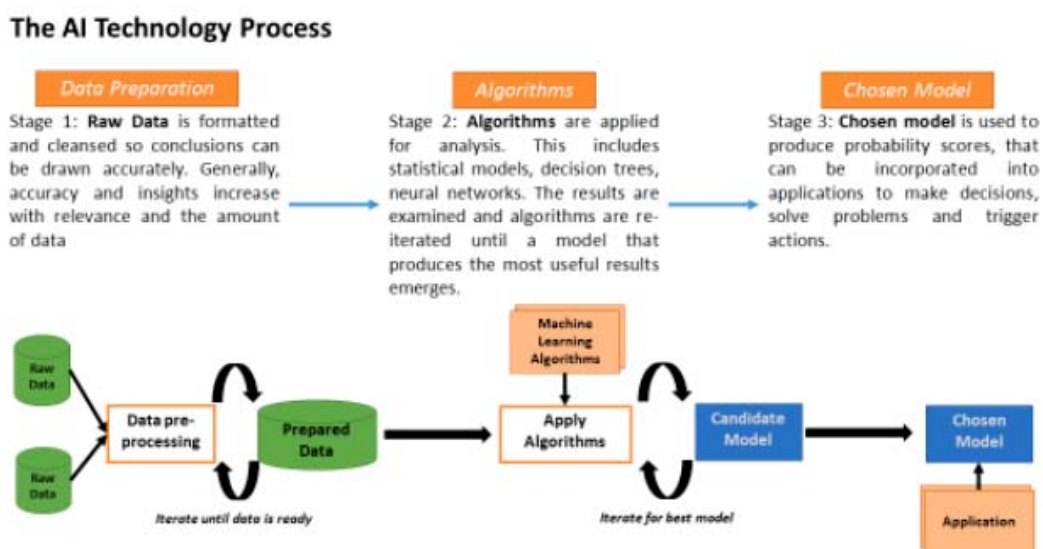 The AI Technology Process
Data Preparation
Stage 1: Raw Data is formatted
and cleansed so conclusions can
be drawn accurately. Generally,
accuracy and insights increase
with relevance and the amount
of data
Algorithms
Stage 2: Algorithms are applied
for analysis. This includes
statistical models, decision trees,
neural networks. The results are
examined and algorithms are re-
iterated until a model that
produces the most useful results
emerges.
Chosen Model
Stage 3: Chosen model is used to
produce probability scores, that
can be incorporated into
applications to make decisions,
solve problems and trigger
actions.
Raw
Data
Raw
Data
Data pre-
processing
Prepared
Data
Iterate until data is ready
Machine
Learning
Algorithms
Apply
Algorithms
Candidate
Model
Iterate for best model
Chosen
Model
Application